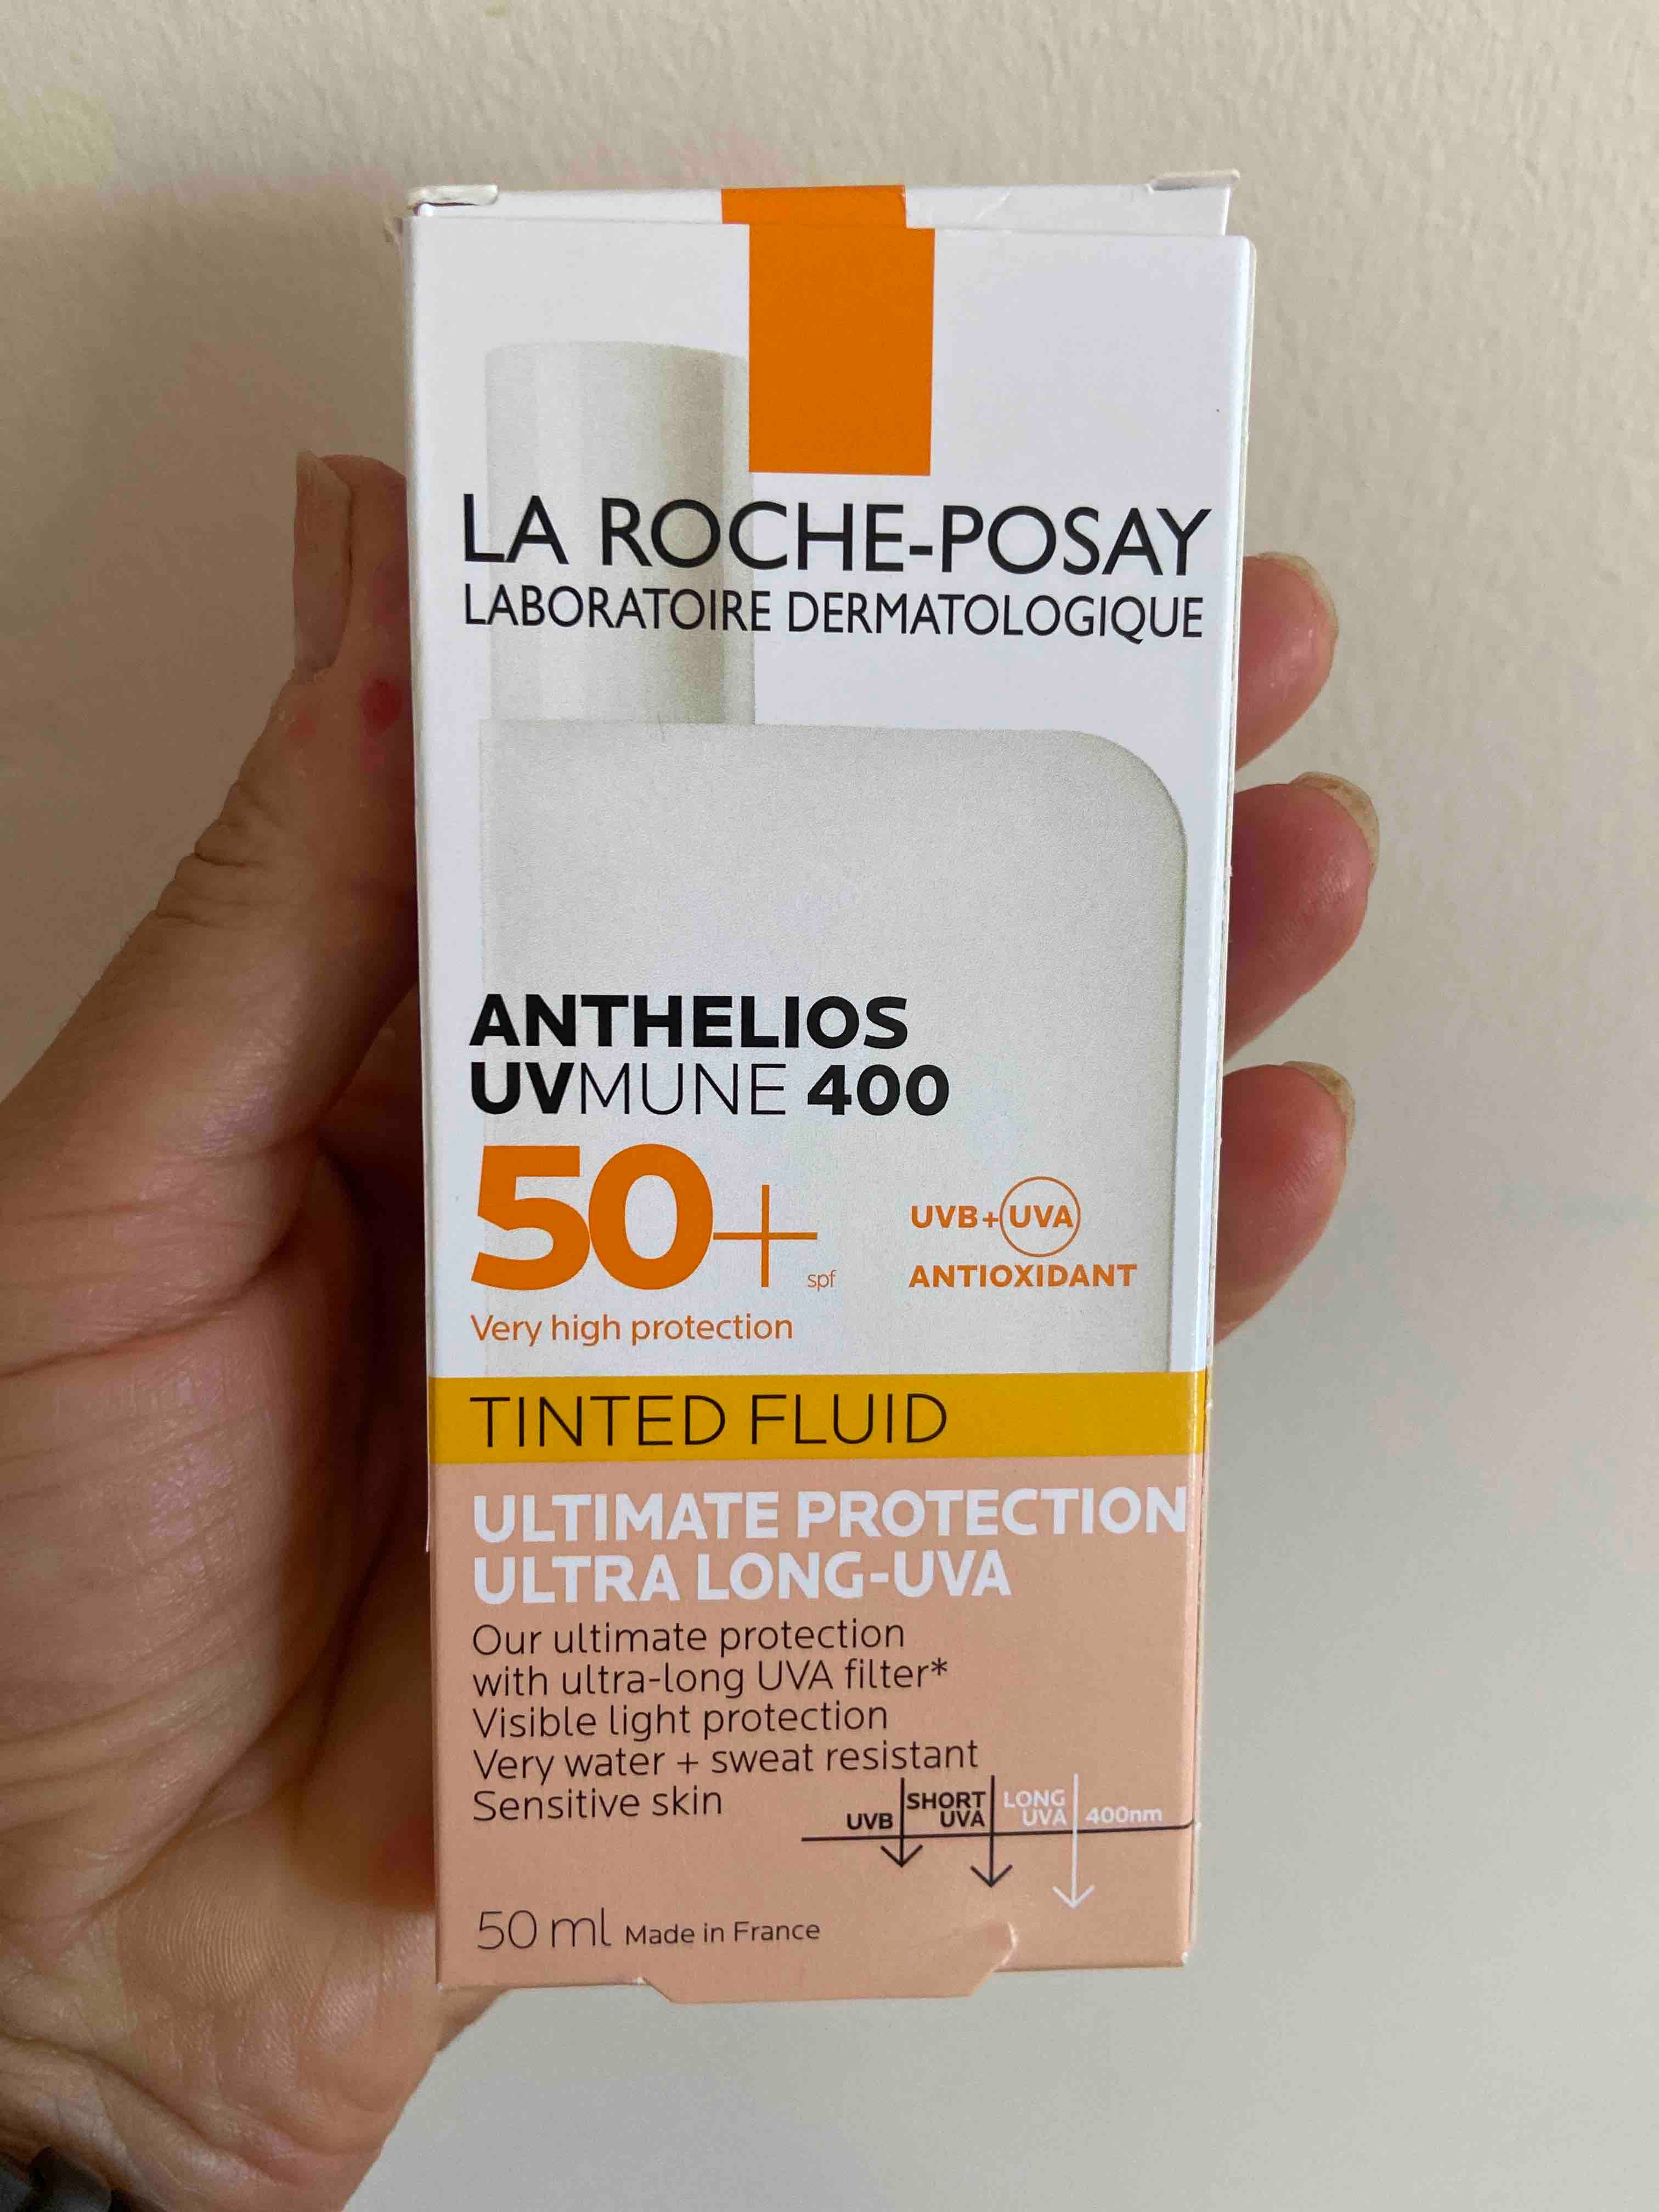 LA ROCHE-POSAY
LABORATOIRE DERMATOLOGIQUE
ANTHELIOS
UVMUNE 400
50+ spf
Very high protection
UVB+UVA
ANTIOXIDANT
TINTED FLUID
ULTIMATE PROTECTION
ULTRA LONG-UVA
Our ultimate protection
with ultra-long UVA filter*
Visible light protection
Very water + sweat resistant
Sensitive skin
UVB
SHORT
UVA
LONG
UVA
400nm
50 ml Made in France